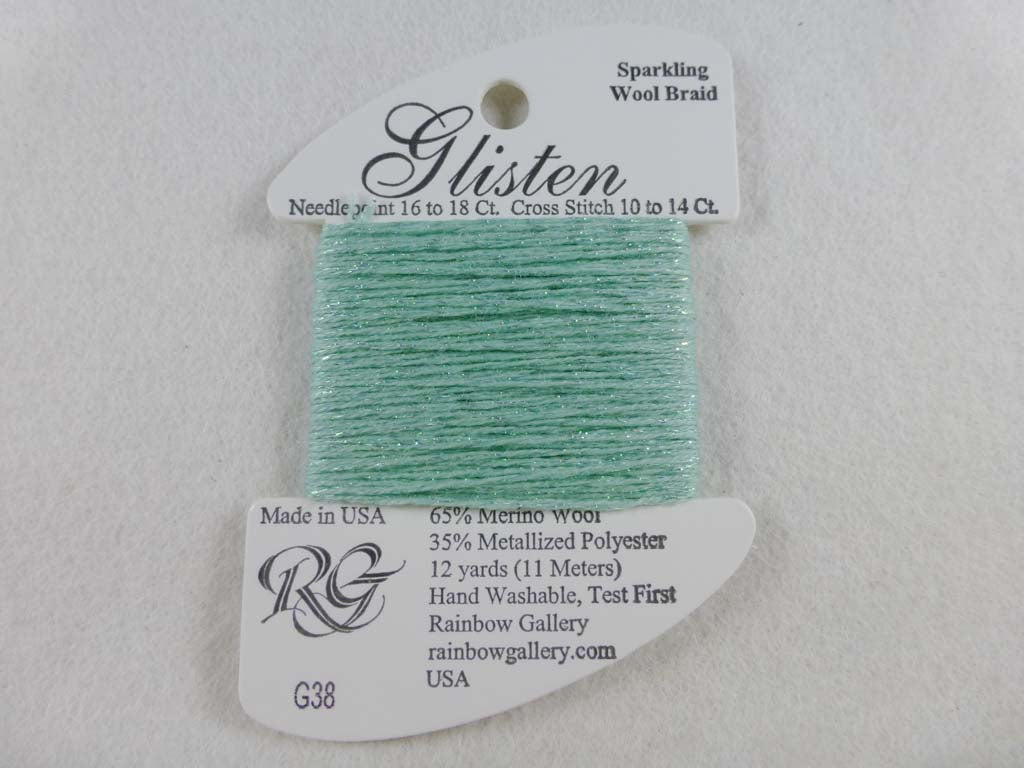 Sparkling
Wool Braid
Glisten
Needlepoint 16 to 18 Ct. Cross Stitch 10 to 14 Ct.
Made in USA
RG
G38
65% Merino Wool
35% Metallized Polyester
12 yards (11 Meters)
Hand Washable, Test First
Rainbow Gallery
rainbowgallery.com
USA